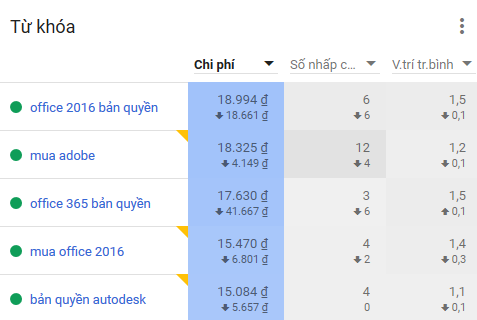 Từ khóa
Chi phí Số nhấp c... V.trí tr.bình
office 2016 bản quyền 18.994 ₫ 6 1,5
18.661 ₫ 6 0,1
mua adobe 18.325 ₫ 12 1,2
4.149 ₫ 4 0,1
office 365 bản quyền 17.630 ₫ 3 1,5
41.667 ₫ 6 0,1
mua office 2016 15.470 ₫ 4 1,4
6.801 ₫ 2 0,3
bản quyền autodesk 15.084 ₫ 4 1,1
5.657 ₫ 0 0,1